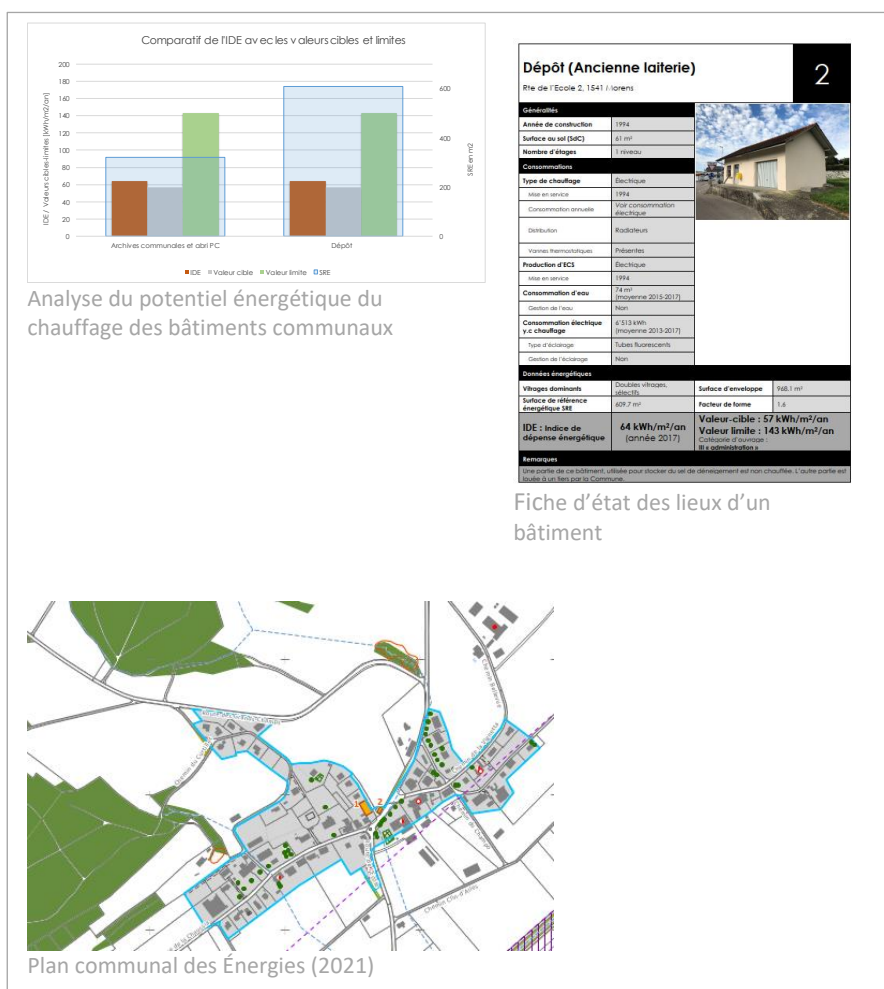 Comparatif de l'IDE avec les valeurs cibles et limites
IDE / Valeurs cibles-limites [kWh/m2/an]
200
180
160
140
120
100
80
60
40
20
0
600
400
200
0
SRE en m2
Archives communales et abri PC
Dépôt
IDE Valeur cible Valeur limite SRE
Analyse du potentiel énergétique du
chauffage des bâtiments communaux
Dépôt (Ancienne laiterie)
2
Rte de l'Ecole 2, 1541 Morens
Généralités
Année de construction 1994
Surface au sol (SdC) 61 m²
Nombre d'étages 1 niveau
Consommations
Type de chauffage Électrique
Mise en service 1994
Consommation annuelle Voir consommation
électrique
Distribution Radiateurs
Vannes thermostatiques Présentes
Production d'ECS Électrique
Mise en service 1994
Consommation d'eau 74 m³
(moyenne 2015-2017)
Gestion de l'eau Non
Consommation électrique 6'513 kWh
y.c chauffage (moyenne 2013-2017)
Type d'éclairage Tubes fluorescents
Gestion de l'éclairage Non
Données énergétiques
Vitrages dominants Doubles vitrages,
sélectifs
Surface d'enveloppe 968.1 m²
Surface de référence
énergétique SRE 609.7 m²
Facteur de forme 1.6
IDE : Indice de
dépense énergétique
64 kWh/m²/an
(année 2017)
Valeur-cible : 57 kWh/m²/an
Valeur limite : 143 kWh/m²/an
Catégorie d'ouvrage :
III « administration »
Remarques
Une partie de ce bâtiment, utilisée pour stocker du sel de déneigement est non chauffée. L'autre partie est
louée à un tiers par la Commune.
Fiche d'état des lieux d'un
bâtiment
Chemin Bellevue
1
2
Chemin du Change
Chemin Clos-d'Illes
Plan communal des Énergies (2021)